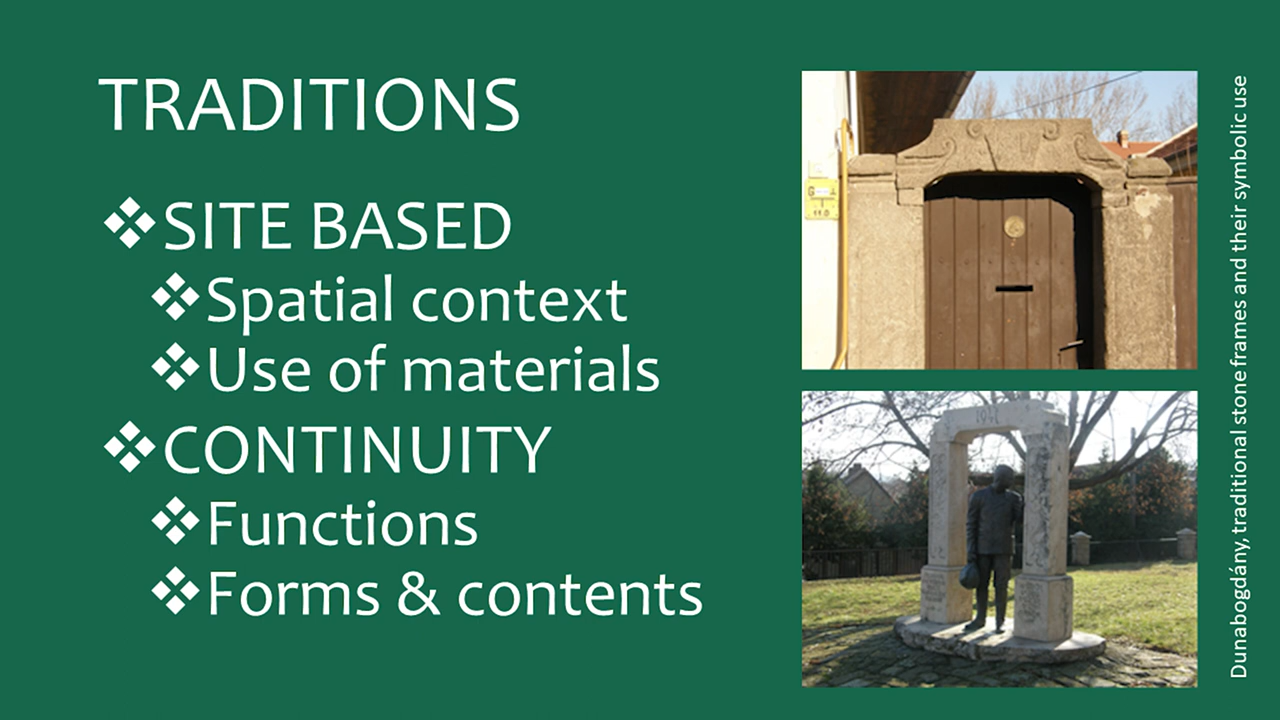 TRADITIONS
❖SITE BASED
❖Spatial context
❖Use of materials
❖CONTINUITY
❖Functions
❖Forms & contents
Dunabogdány, traditional stone frames and their symbolic use